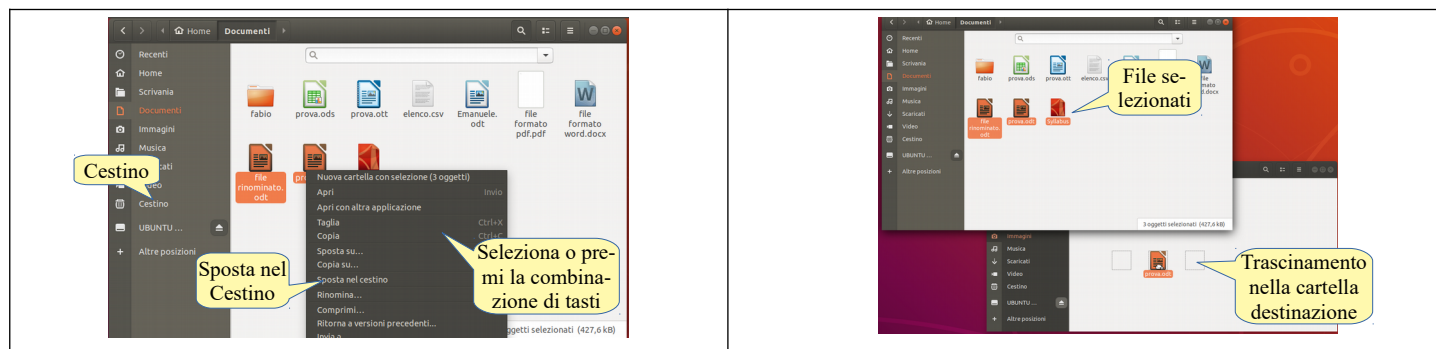 Home Documenti
Recenti
Home
Scrivania
Documenti
Immagini
Musica
Cestino
UBUNTU ...
Altre posizioni
fabio
prova.ods
prova.ott
elenco.csv
Emanuele.
odt
file
formato
pdf.pdf
file
formato
word.docx
file
rinominato.
odt
Nuova cartella con selezione (3 oggetti)
Apri Invio
Apri con altra applicazione
Taglia Ctrl+X
Copia Ctrl+C
Sposta su...
Copia su...
Sposta nel cestino
Rinomina...
Comprimi...
Ritorna a versioni precedenti...
Invia a
oggetti selezionati (427,6 kB)
Cestino
Sposta nel
Cestino
Seleziona o pre-
mi la combina-
zione di tasti
Home Documenti
Recenti
Home
Scrivania
Documenti
Immagini
Musica
Scaricati
Video
Cestino
UBUNTU ...
Altre posizioni
fabio
prova.ods
prova.ott
file
rinominato.
odt
prova.odt
Syllabus
3 oggetti selezionati (427,6 kB)
File se-
lezionati
Immagini
Musica
Scaricati
Video
Cestino
UBUNTU ...
Altre posizioni
prova.odt
Trascinamento
nella cartella
destinazione